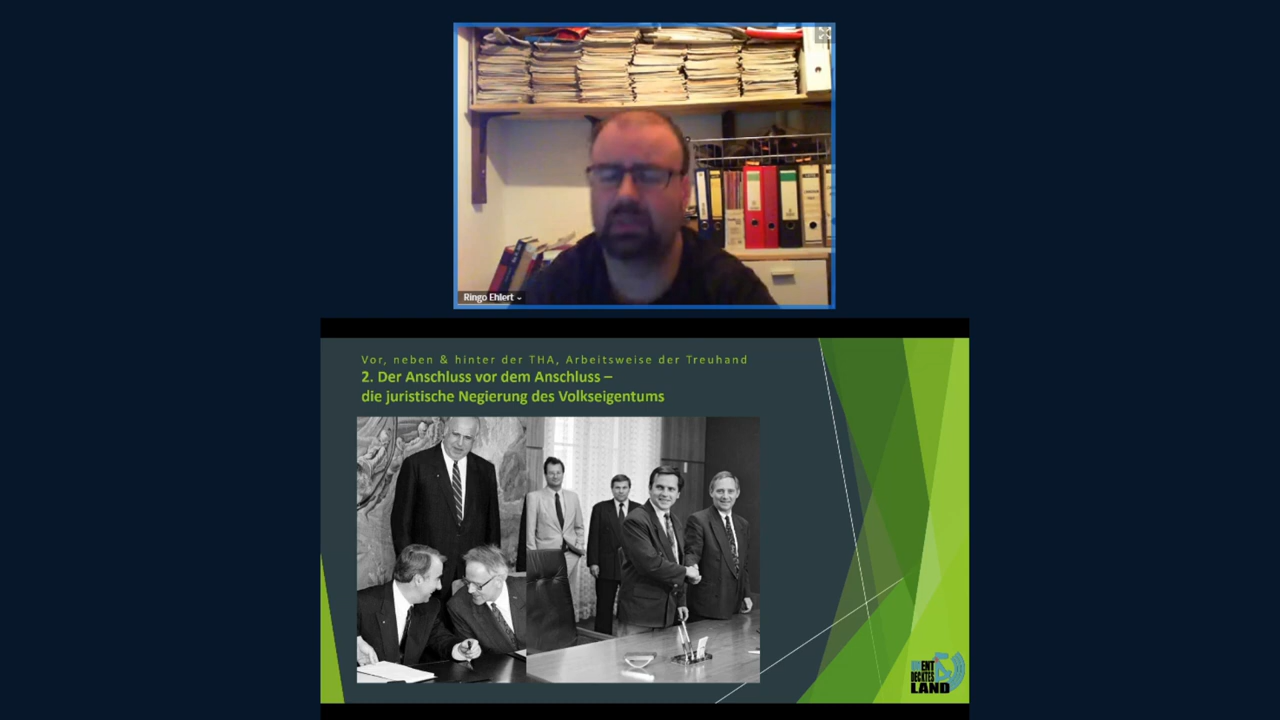 Ringo Ehlert
Vor, neben & hinter der THA, Arbeitsweise der Treuhand
2. Der Anschluss vor dem Anschluss –
die juristische Negierung des Volkseigentums
UNENT
DECKTES
LAND